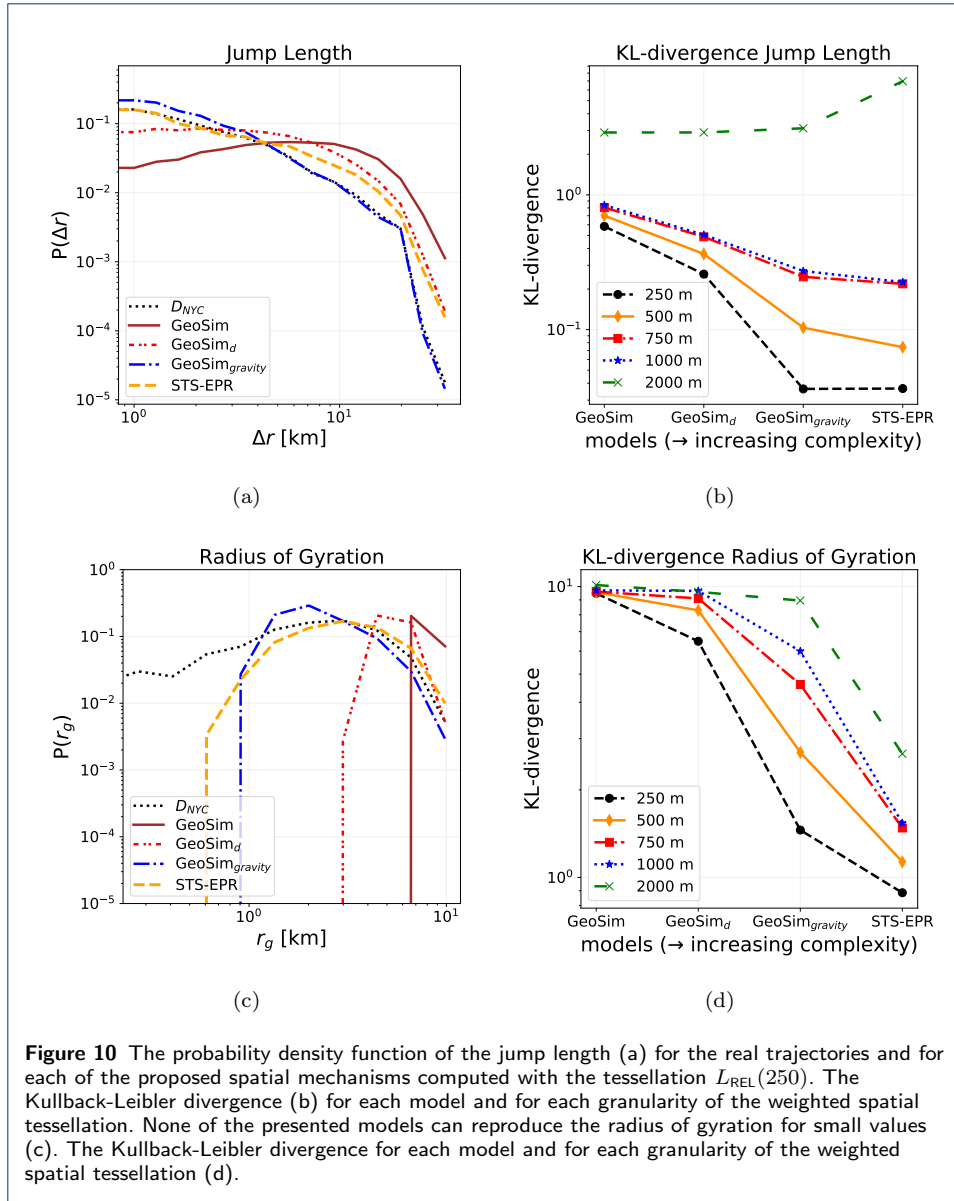 Jump Length
P(Δr)
10⁻¹
10⁻²
10⁻³
10⁻⁴
10⁻⁵
D_NYC
GeoSim
GeoSim_d
GeoSim_gravity
STS-EPR
10⁰ 10¹
Δr [km]
(a)
KL-divergence Jump Length
KL-divergence
10⁰
10⁻¹
250 m
500 m
750 m
1000 m
2000 m
GeoSim GeoSim_d GeoSim_gravity STS-EPR
models (→ increasing complexity)
(b)
Radius of Gyration
P(r_g)
10⁰
10⁻¹
10⁻²
10⁻³
10⁻⁴
10⁻⁵
D_NYC
GeoSim
GeoSim_d
GeoSim_gravity
STS-EPR
10⁰ 10¹
r_g [km]
(c)
KL-divergence Radius of Gyration
KL-divergence
10¹
10⁰
250 m
500 m
750 m
1000 m
2000 m
GeoSim GeoSim_d GeoSim_gravity STS-EPR
models (→ increasing complexity)
(d)
Figure 10 The probability density function of the jump length (a) for the real trajectories and for
each of the proposed spatial mechanisms computed with the tessellation L_REL(250). The
Kullback-Leibler divergence (b) for each model and for each granularity of the weighted spatial
tessellation. None of the presented models can reproduce the radius of gyration for small values
(c). The Kullback-Leibler divergence for each model and for each granularity of the weighted
spatial tessellation (d).